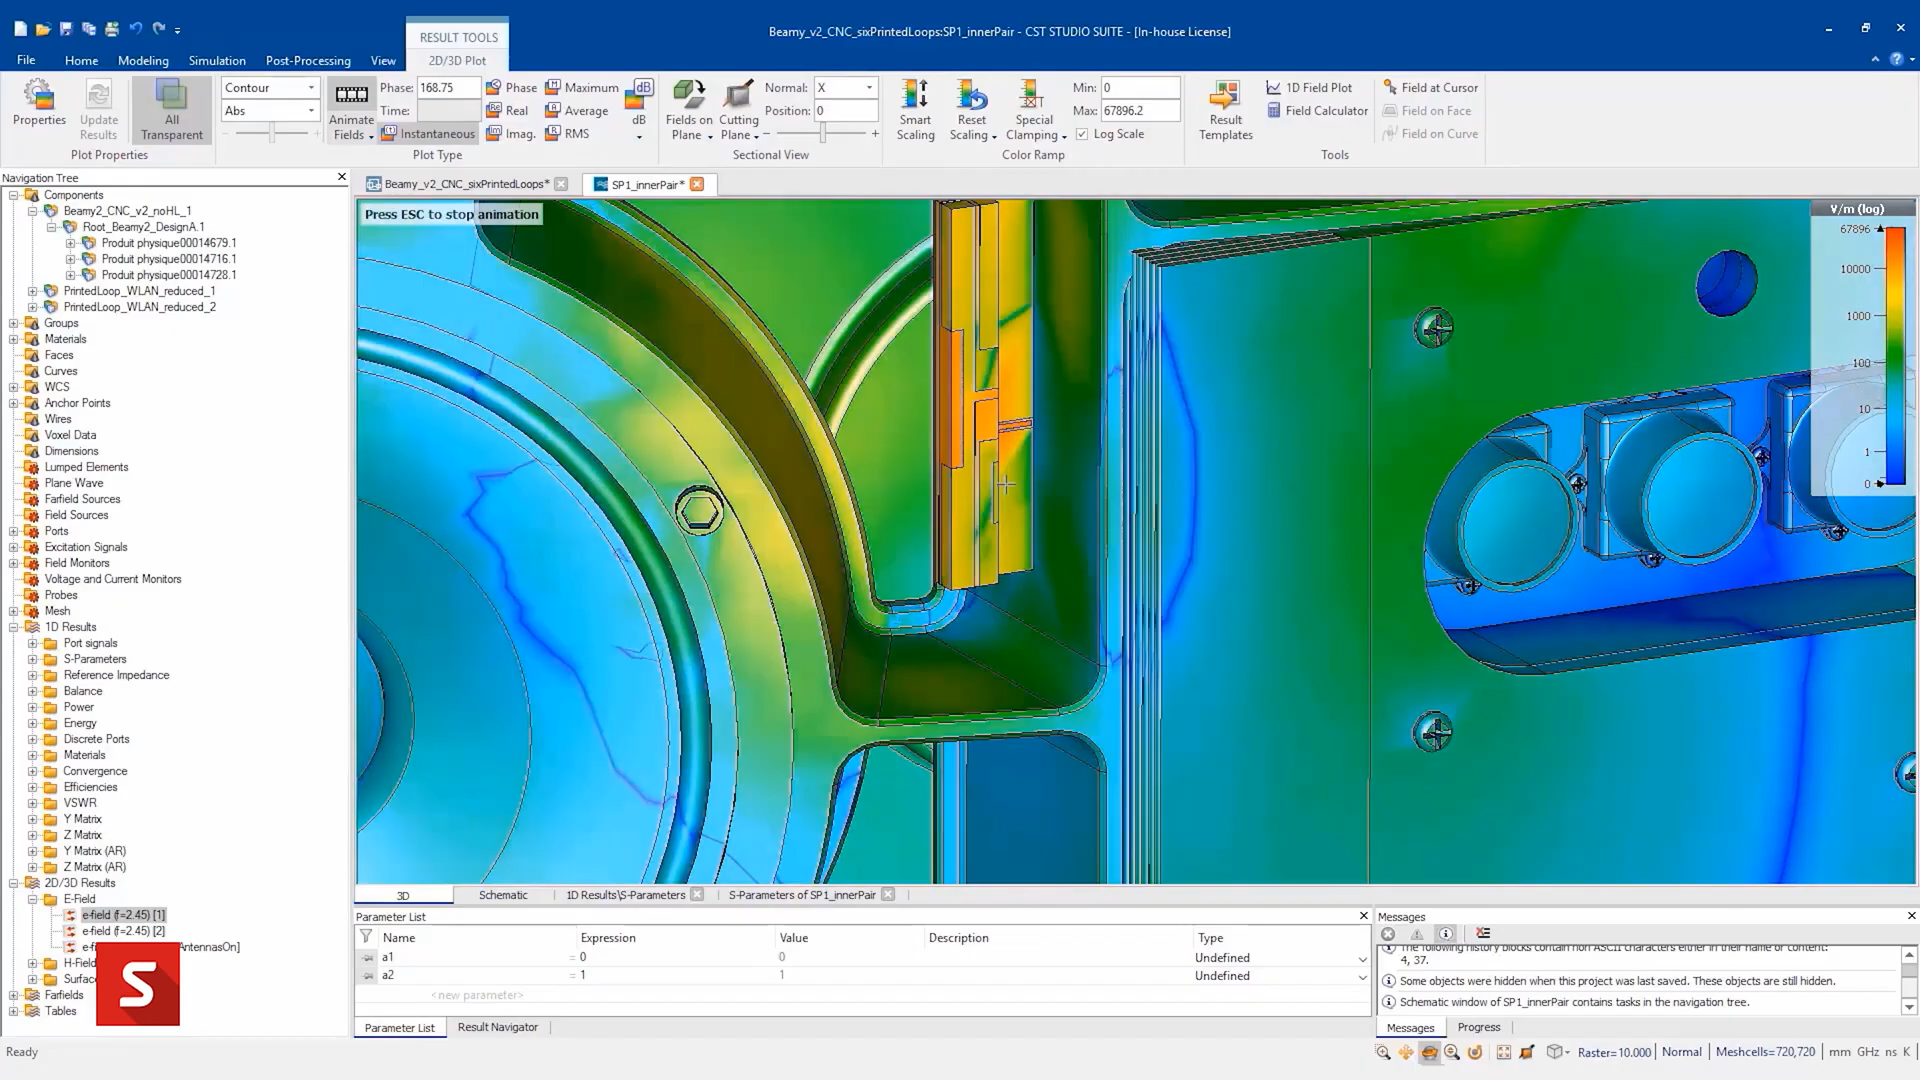 RESULT TOOLS
Beamy_v2_CNC_sixPrintedLoops:SP1_innerPair - CST STUDIO SUITE - [In-house License]
File Home Modeling Simulation Post-Processing View 2D/3D Plot
Contour Phase: 168.75 Phase Maximum dB Normal: X Min: 0 1D Field Plot Field at Cursor
Abs Time: Real Average Position: 0 Max: 67896.2 Field Calculator Field on Face
Properties Update Results All Transparent Animate Fields Instantaneous Imag. RMS dB Fields on Plane Cutting Plane Smart Scaling Reset Scaling Special Clamping Log Scale Result Templates Field on Curve
Plot Properties Plot Type Sectional View Color Ramp Tools
Navigation Tree
Beamy_v2_CNC_sixPrintedLoops* SP1_innerPair*
Press ESC to stop animation
Components
Beamy2_CNC_v2_noHL_1
Root_Beamy2_DesignA.1
Produit physique00014679.1
Produit physique00014716.1
Produit physique00014728.1
PrintedLoop_WLAN_reduced_1
PrintedLoop_WLAN_reduced_2
Groups
Materials
Faces
Curves
WCS
Anchor Points
Wires
Voxel Data
Dimensions
Lumped Elements
Plane Wave
Farfield Sources
Field Sources
Ports
Excitation Signals
Field Monitors
Voltage and Current Monitors
Probes
Mesh
1D Results
Port signals
S-Parameters
Reference Impedance
Balance
Power
Energy
Discrete Ports
Materials
Convergence
Efficiencies
VSWR
Y Matrix
Z Matrix
Y Matrix (AR)
Z Matrix (AR)
2D/3D Results
E-Field
e-field (f=2.45) [1]
e-field (f=2.45) [2]
AntennasOn]
Farfields
Tables
S
V/m (log)
67896
10000
1000
100
10
1
0
3D Schematic 1D Results\S-Parameters S-Parameters of SP1_innerPair
Parameter List
Name Expression Value Description Type
a1 = 0 0 Undefined
a2 = 1 1 Undefined
<new parameter>
Parameter List Result Navigator
Messages
The following history blocks contain non ASCII characters either in their name or content:
4, 37.
Some objects were hidden when this project was last saved. These objects are still hidden.
Schematic window of SP1_innerPair contains tasks in the navigation tree.
Messages Progress
Ready
Raster=10.000 Normal Meshcells=720,720 mm GHz ns K